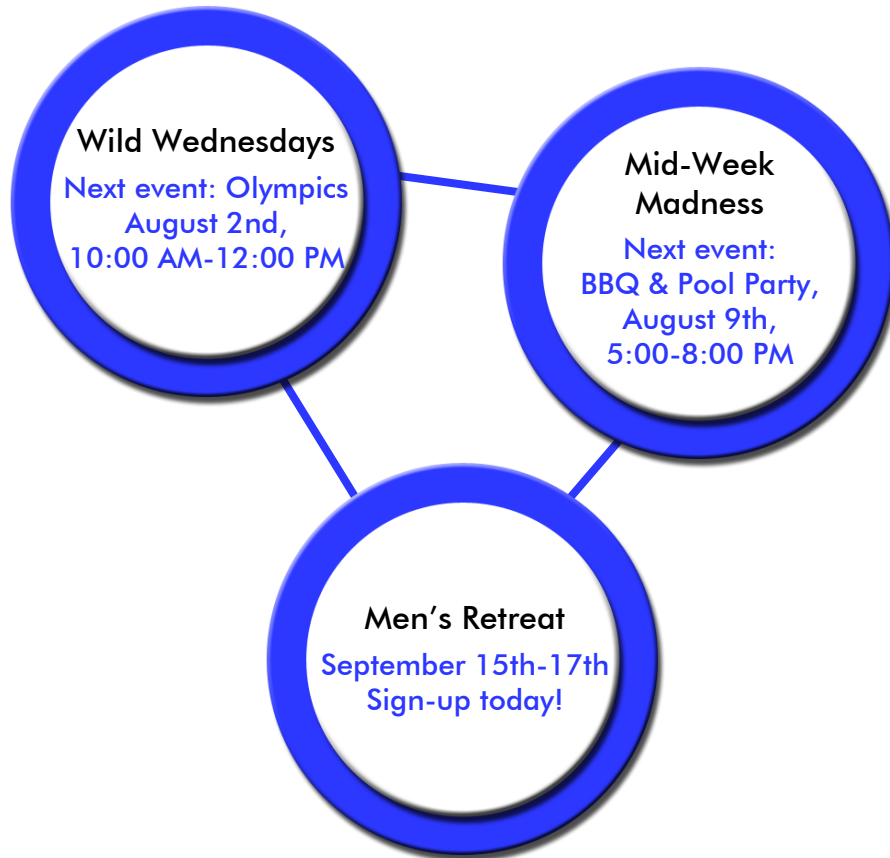 Wild Wednesdays
Next event: Olympics
August 2nd,
10:00 AM-12:00 PM
Mid-Week
Madness
Next event:
BBQ & Pool Party,
August 9th,
5:00-8:00 PM
Men’s Retreat
September 15th-17th
Sign-up today!